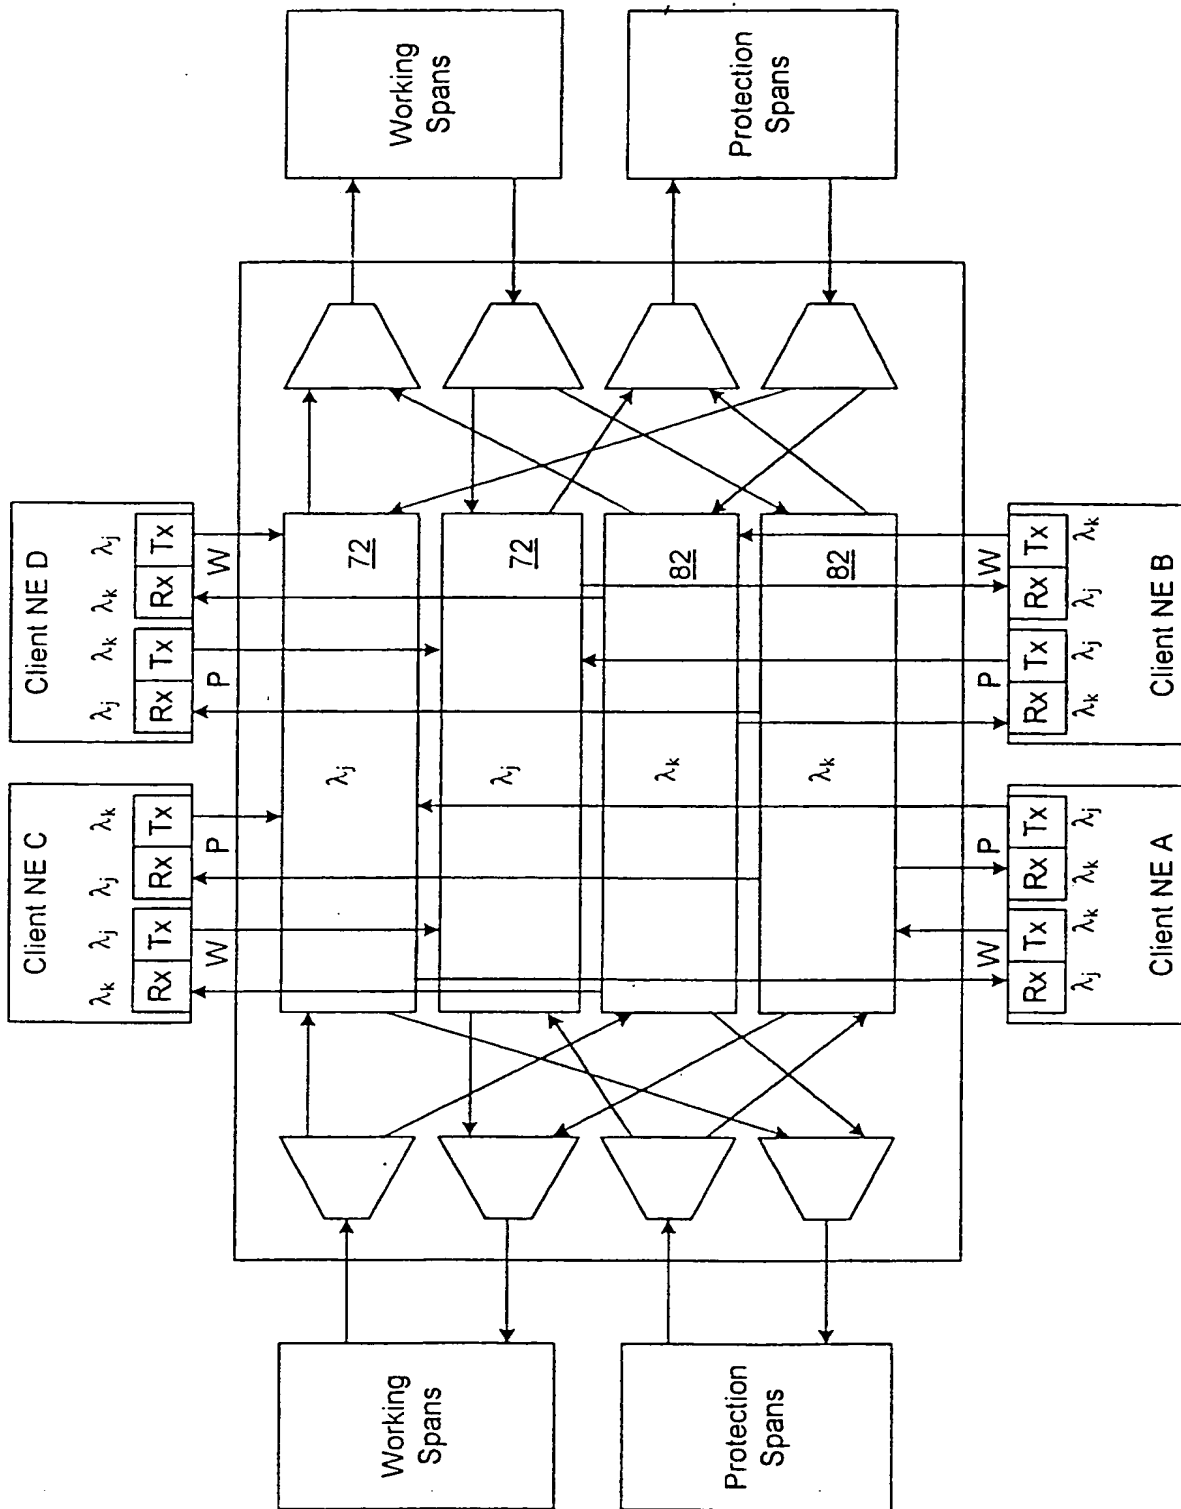 Client NE C
λk λj λj λk
Rx Tx Rx Tx
W P
Client NE D
λj λk λk λj
Rx Tx Rx Tx
P W
Working
Spans
Protection
Spans
λj 72
λj 72
λk 82
λk 82
Working
Spans
Protection
Spans
W P
Rx Tx Rx Tx
λj λk λk λj
Client NE A
P W
Rx Tx Rx Tx
λk λj λj λk
Client NE B